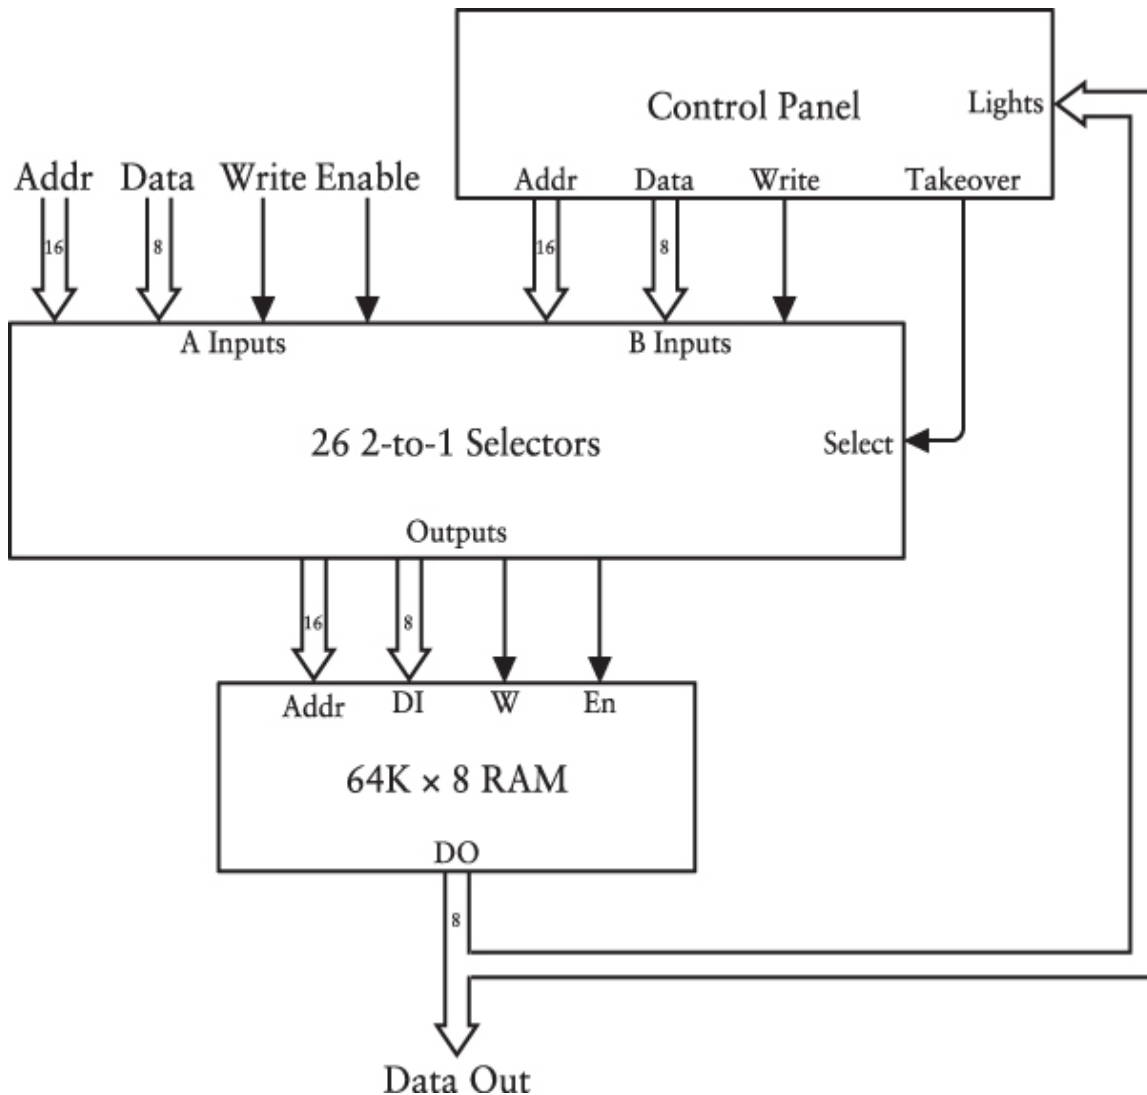 Control Panel
Lights
Addr Data Write Takeover
Addr Data Write Enable
16 8
16 8
A Inputs
B Inputs
26 2-to-1 Selectors
Select
Outputs
16 8
Addr DI W En
64K × 8 RAM
DO
8
Data Out